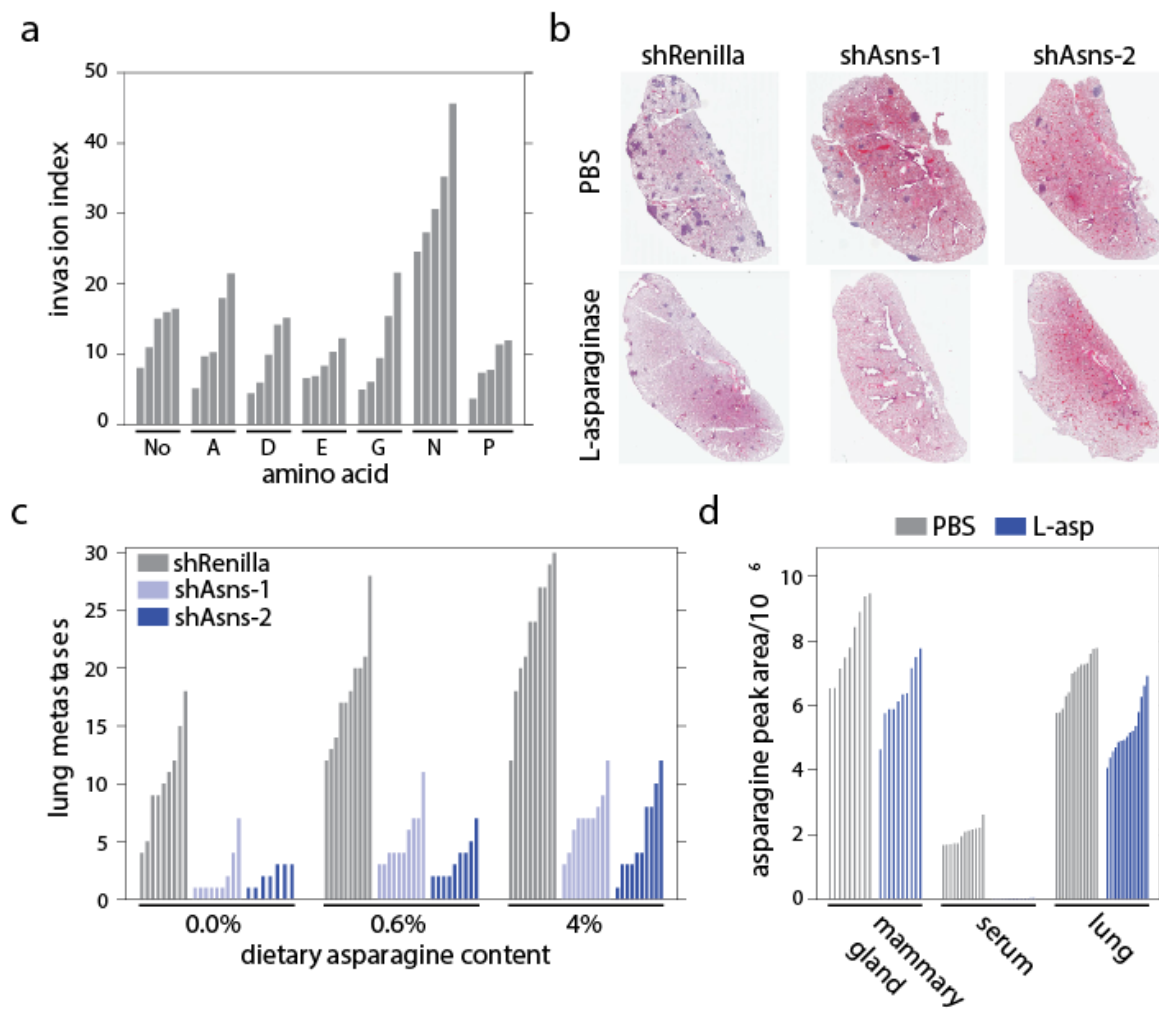 a
50
40
30
20
10
0
invasion index
No A D E G N P
amino acid
b
shRenilla shAsns-1 shAsns-2
PBS
L-asparaginase
c
shRenilla
shAsns-1
shAsns-2
30
25
20
15
10
5
0
lung metastases
0.0% 0.6% 4%
dietary asparagine content
d
PBS L-asp
asparagine peak area/10 6
10
8
6
4
2
0
mammary
gland
serum
lung